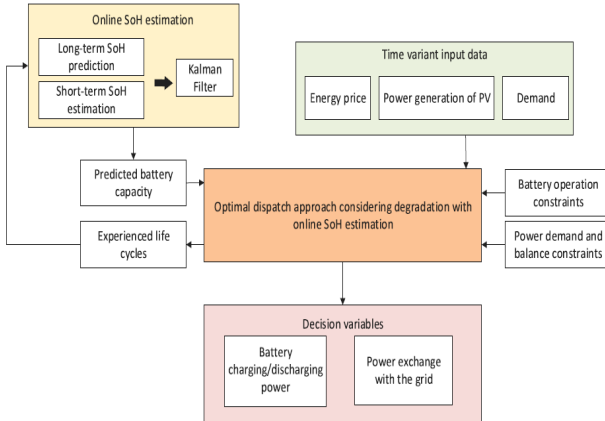 Online SoH estimation
Long-term SoH
prediction
Short-term SoH
estimation
Kalman
Filter
Time variant input data
Energy price
Power generation of PV
Demand
Predicted battery
capacity
Experienced life
cycles
Optimal dispatch approach considering degradation with
online SoH estimation
Battery operation
constraints
Power demand and
balance constraints
Decision variables
Battery
charging/discharging
power
Power exchange
with the grid